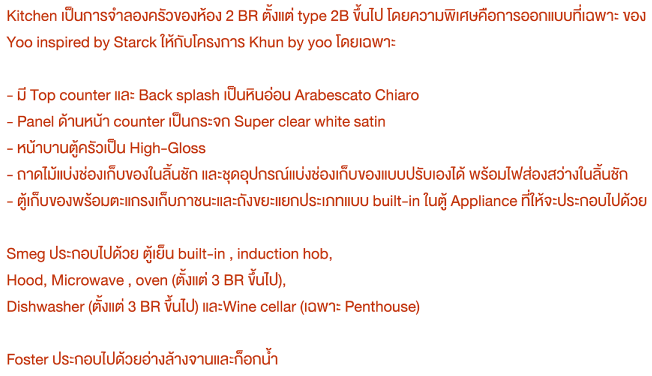 Kitchen เป็นการจำลองครัวของห้อง 2 BR ตั้งแต่ type 2B ขึ้นไป โดยความพิเศษคือการออกแบบที่เฉพาะ ของ
Yoo inspired by Starck ให้กับโครงการ Khun by yoo โดยเฉพาะ
- มี Top counter และ Back splash เป็นหินอ่อน Arabescato Chiaro
- Panel ด้านหน้า counter เป็นกระจก Super clear white satin
- หน้าบานตู้ครัวเป็น High-Gloss
- ถาดไม้แบ่งช่องเก็บของในลิ้นชัก และชุดอุปกรณ์แบ่งช่องเก็บของแบบปรับเองได้ พร้อมไฟส่องสว่างในลิ้นชัก
- ตู้เก็บของพร้อมตะแกรงเก็บภาชนะและถังขยะแยกประเภทแบบ built-in ในตู้ Appliance ที่ให้จะประกอบไปด้วย
Smeg ประกอบไปด้วย ตู้เย็น built-in , induction hob,
Hood, Microwave , oven (ตั้งแต่ 3 BR ขึ้นไป),
Dishwasher (ตั้งแต่ 3 BR ขึ้นไป) และWine cellar (เฉพาะ Penthouse)
Foster ประกอบไปด้วยอ่างล้างจานและก็อกน้ำ